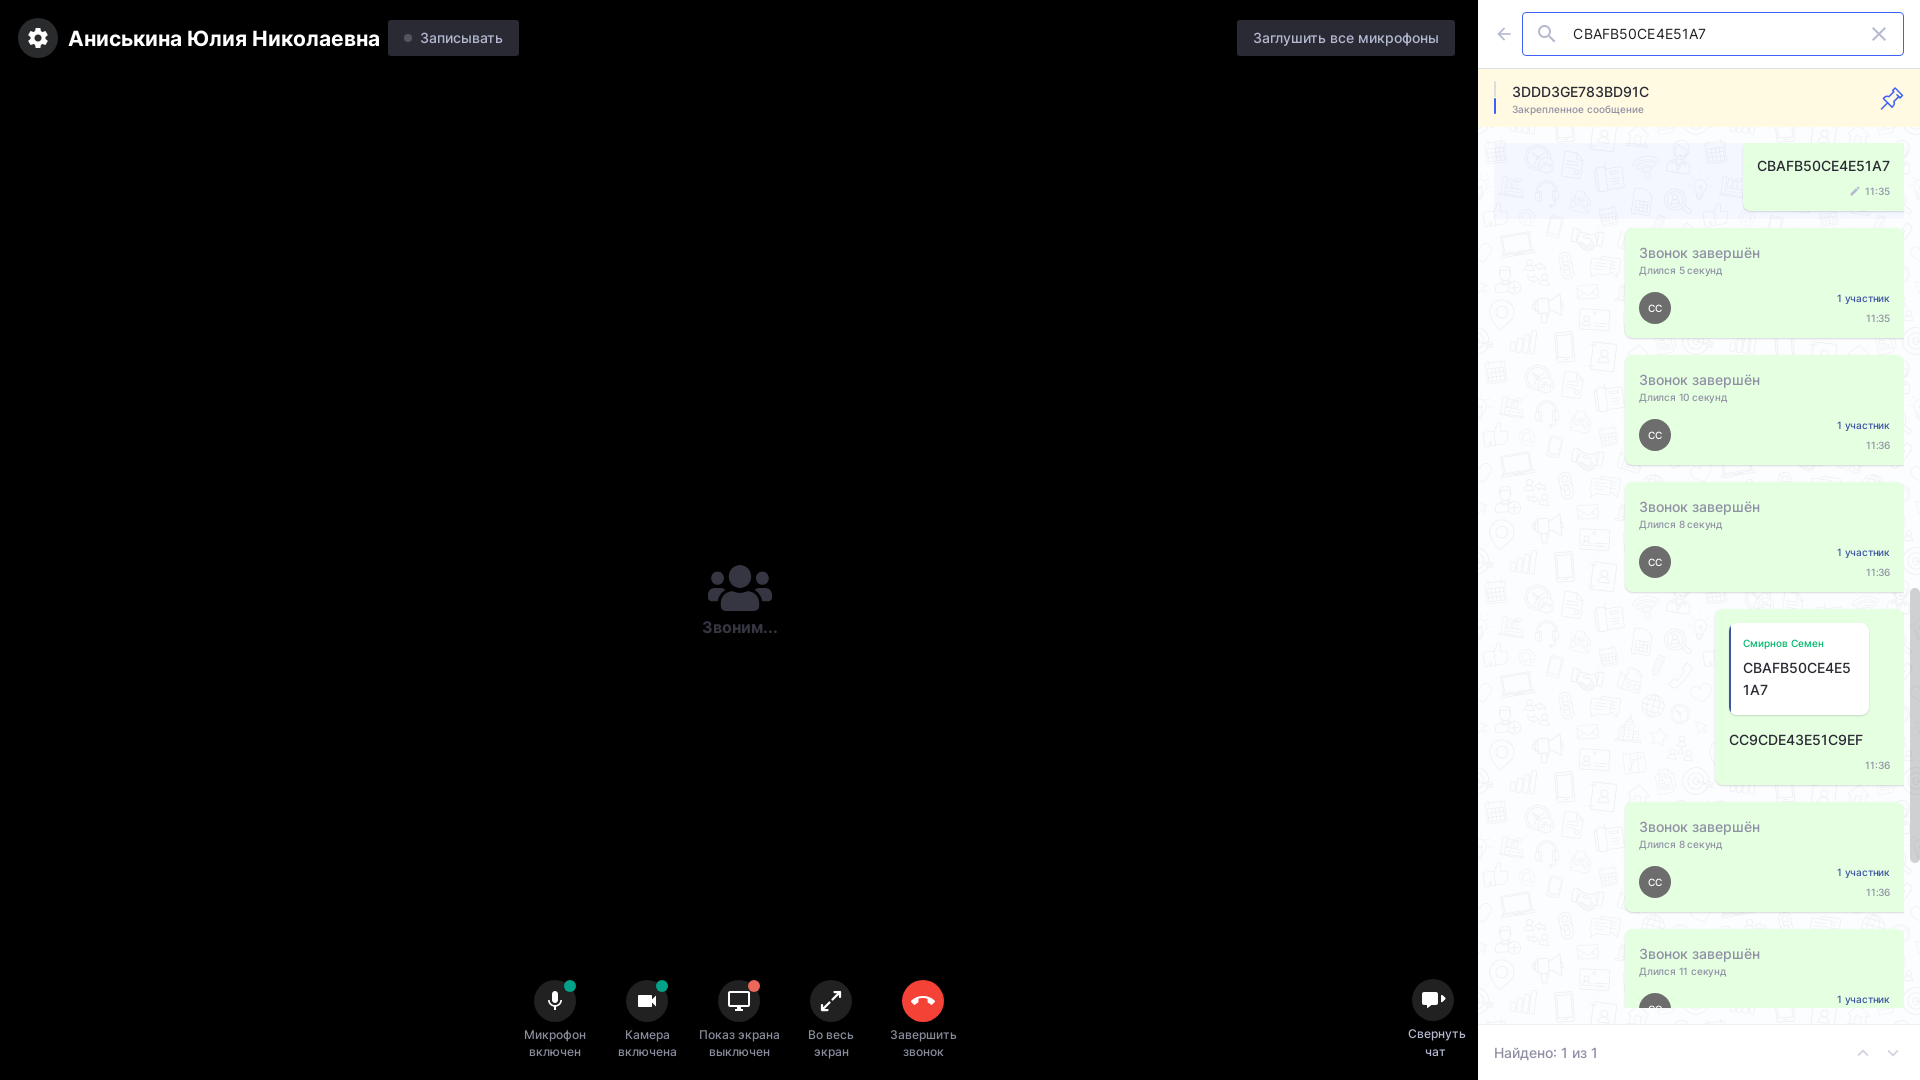 Аниськина Юлия Николаевна
Записывать
Заглушить все микрофоны
Звоним...
Микрофон
включен
Камера
включена
Показ экрана
выключен
Во весь
экран
Завершить
звонок
Свернуть
чат
CBAFB50CE4E51A7
3DDD3GE783BD91C
Закрепленное сообщение
CBAFB50CE4E51A7
11:35
Звонок завершён
Длился 5 секунд
СС
1 участник
11:35
Звонок завершён
Длился 10 секунд
СС
1 участник
11:36
Звонок завершён
Длился 8 секунд
СС
1 участник
11:36
Смирнов Семен
CBAFB50CE4E5
1A7
CC9CDE43E51C9EF
11:36
Звонок завершён
Длился 8 секунд
СС
1 участник
11:36
Звонок завершён
Длился 11 секунд
СС
1 участник
Найдено: 1 из 1